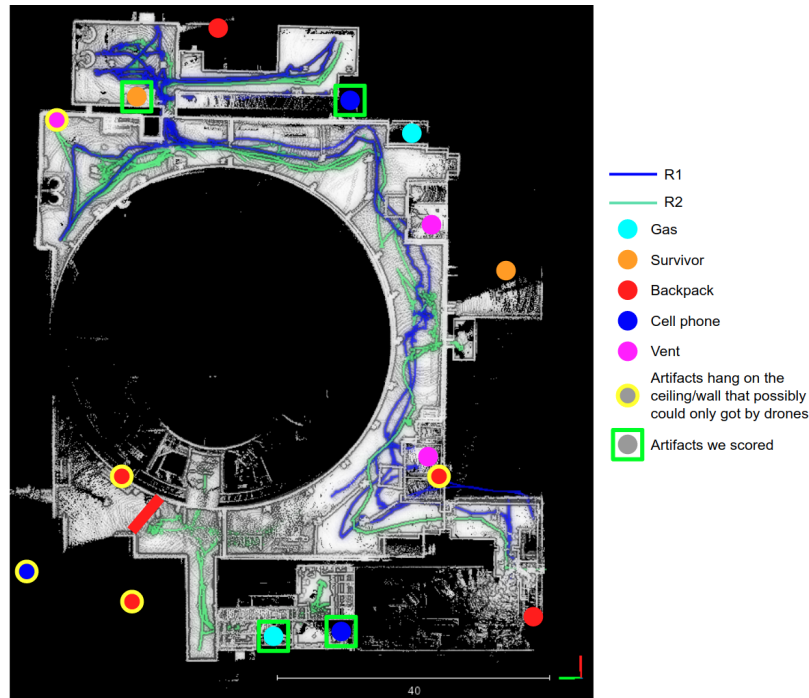 R1
R2
Gas
Survivor
Backpack
Cell phone
Vent
Artifacts hang on the
ceiling/wall that possibly
could only got by drones
Artifacts we scored
40